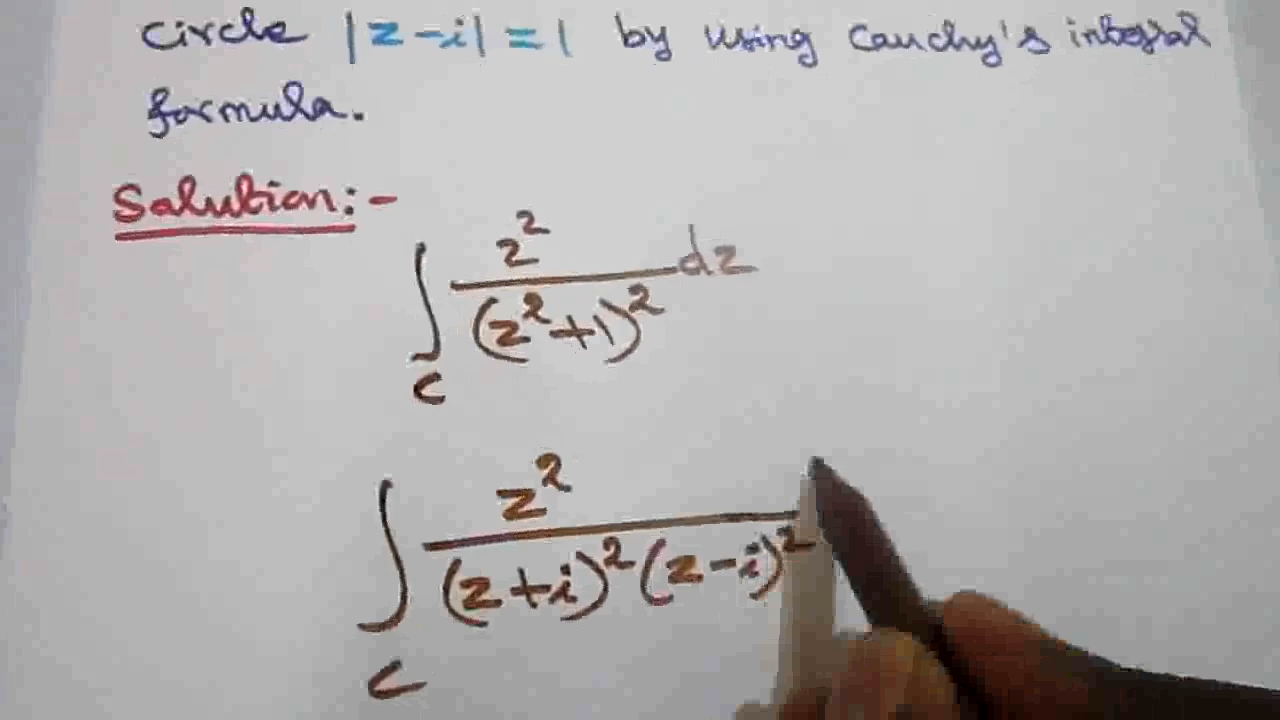 circle |z-i| = 1 by using Cauchy's integral
formula.
Solution:-
∫_C z²/(z²+1)² dz
∫_C z²/(z+i)²(z-i)²